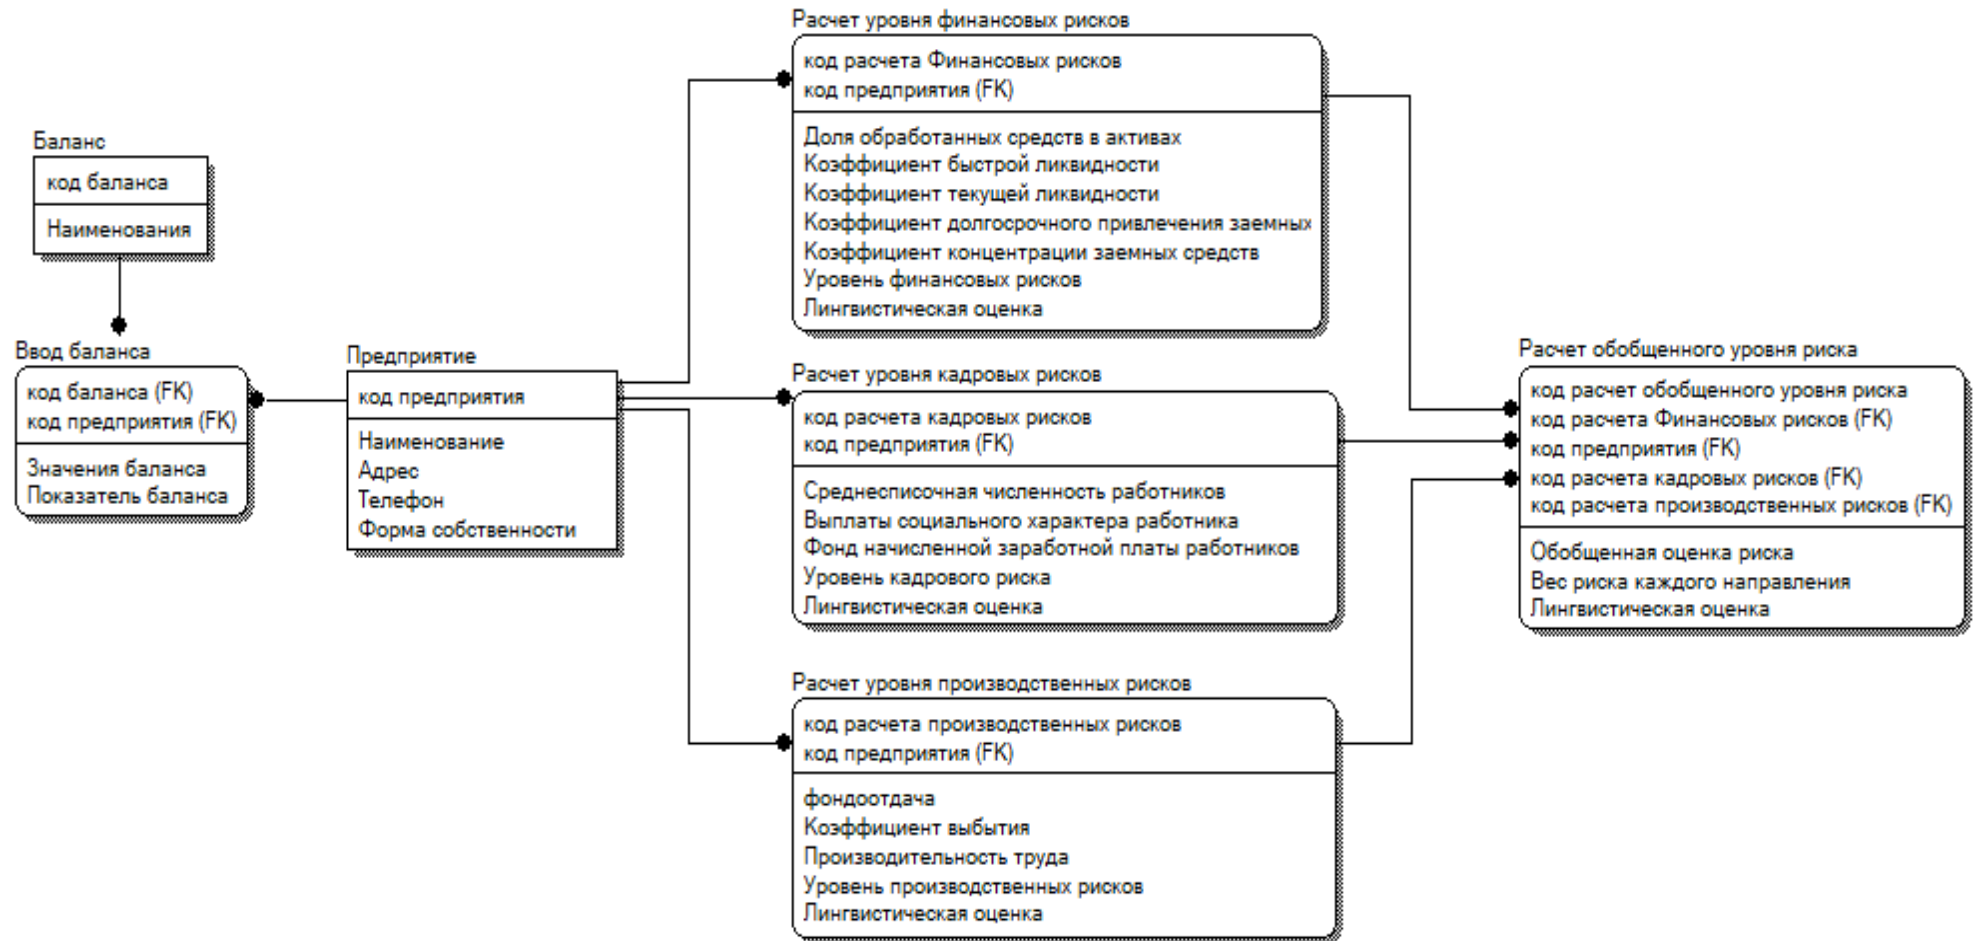 Баланс
код баланса
Наименования
Ввод баланса
код баланса (FK)
код предприятия (FK)
Значения баланса
Показатель баланса
Предприятие
код предприятия
Наименование
Адрес
Телефон
Форма собственности
Расчет уровня финансовых рисков
код расчета Финансовых рисков
код предприятия (FK)
Доля обработанных средств в активах
Коэффициент быстрой ликвидности
Коэффициент текущей ликвидности
Коэффициент долгосрочного привлечения заемных
Коэффициент концентрации заемных средств
Уровень финансовых рисков
Лингвистическая оценка
Расчет уровня кадровых рисков
код расчета кадровых рисков
код предприятия (FK)
Среднесписочная численность работников
Выплаты социального характера работника
Фонд начисленной заработной платы работников
Уровень кадрового риска
Лингвистическая оценка
Расчет уровня производственных рисков
код расчета производственных рисков
код предприятия (FK)
фондоотдача
Коэффициент выбытия
Производительность труда
Уровень производственных рисков
Лингвистическая оценка
Расчет обобщенного уровня риска
код расчет обобщенного уровня риска
код расчета Финансовых рисков (FK)
код предприятия (FK)
код расчета кадровых рисков (FK)
код расчета производственных рисков (FK)
Обобщенная оценка риска
Вес риска каждого направления
Лингвистическая оценка